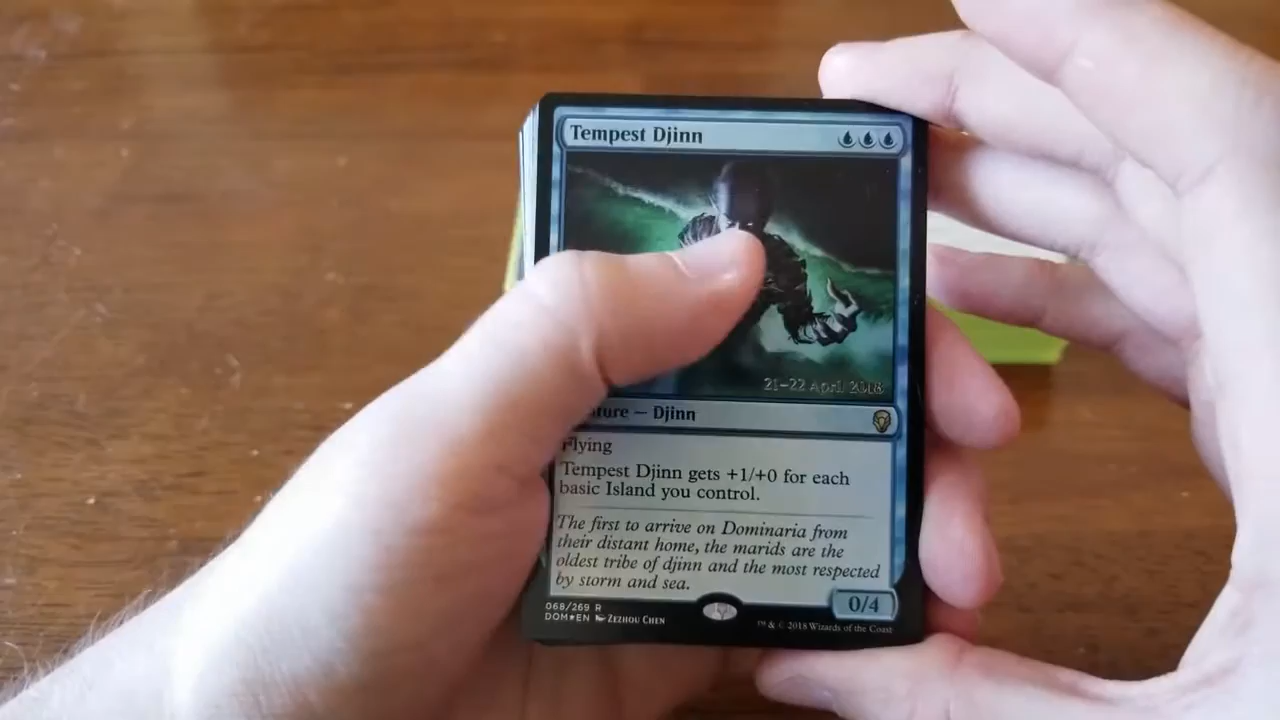 Tempest Djinn
21-22 April 2018
ture — Djinn
Flying
Tempest Djinn gets +1/+0 for each
basic Island you control.
The first to arrive on Dominaria from
their distant home, the marids are the
oldest tribe of djinn and the most respected
by storm and sea.
0/4
068/269 R
DOM★EN ZEZHOU CHEN
™ & © 2018 Wizards of the Coast